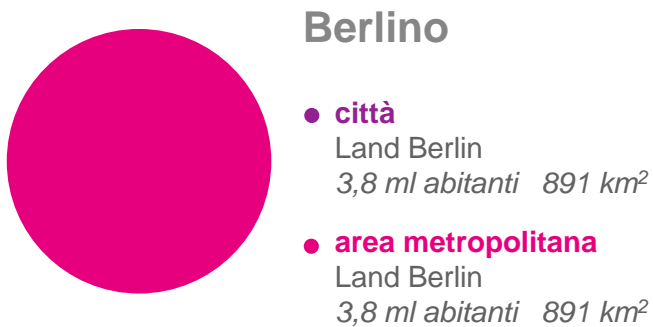 Berlino
città
Land Berlin
3,8 ml abitanti 891 km²
area metropolitana
Land Berlin
3,8 ml abitanti 891 km²